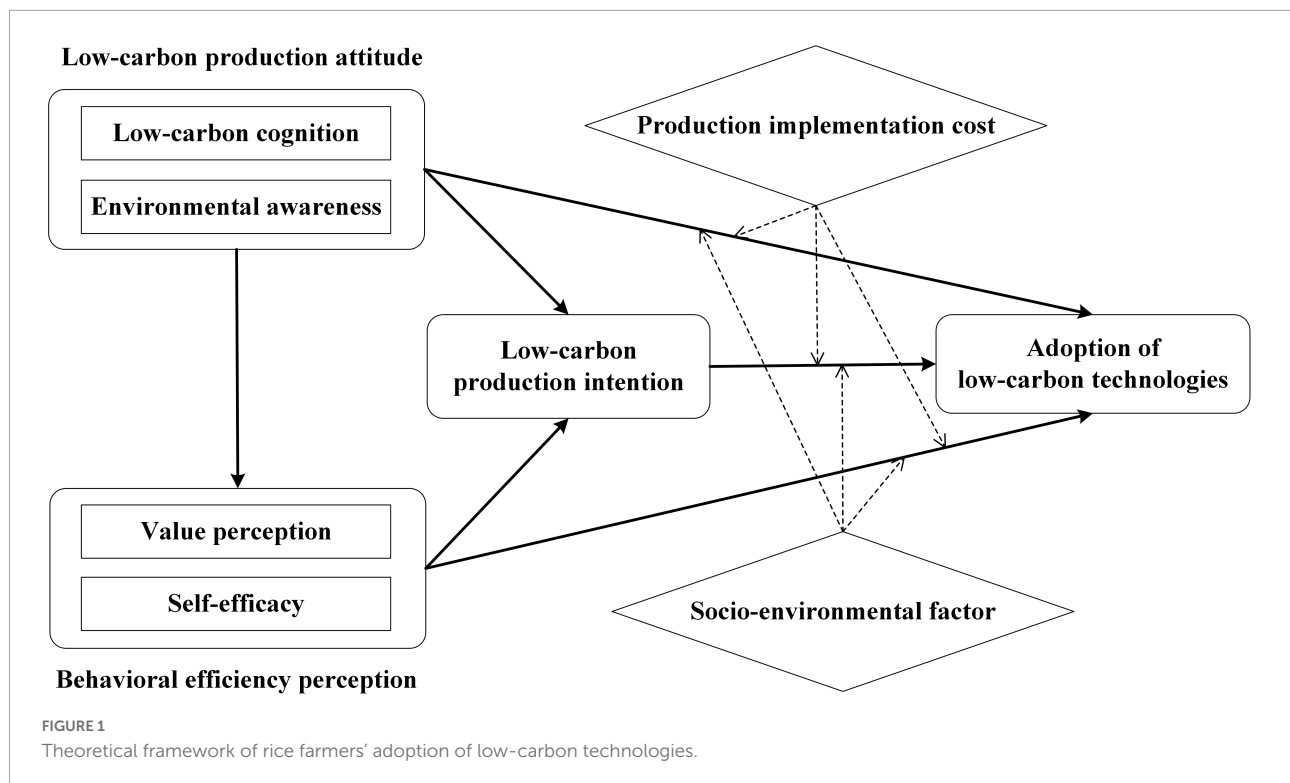 Low-carbon production attitude
Low-carbon cognition
Environmental awareness
Production implementation cost
Low-carbon
production intention
Adoption of
low-carbon technologies
Value perception
Self-efficacy
Socio-environmental factor
Behavioral efficiency perception
FIGURE 1
Theoretical framework of rice farmers’ adoption of low-carbon technologies.